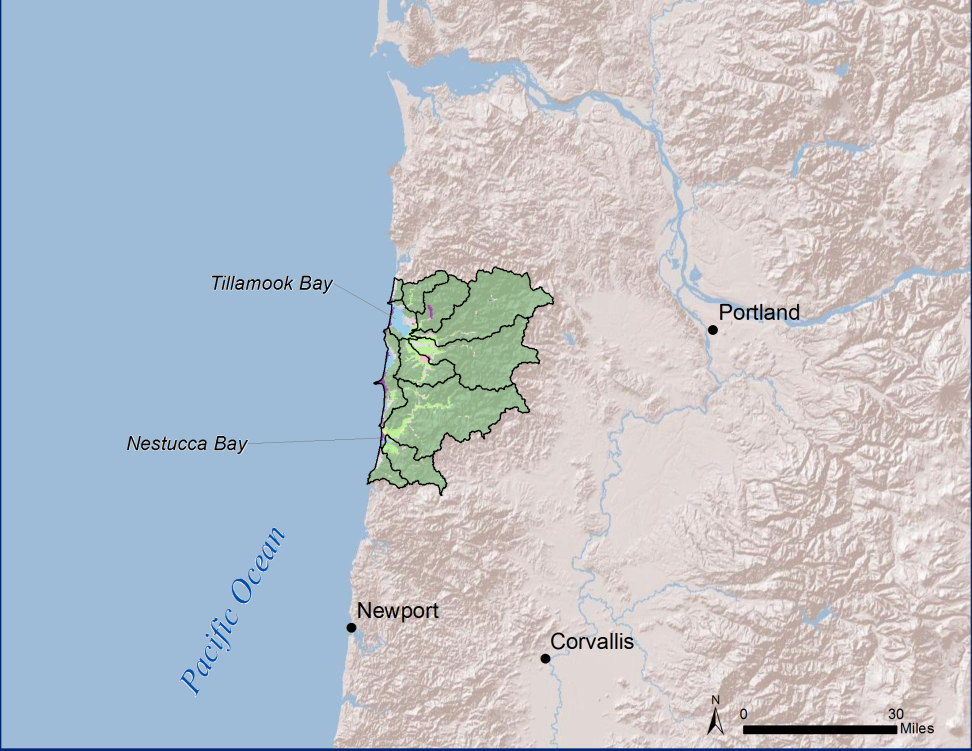 Tillamook Bay
Portland
Nestucca Bay
Pacific Ocean
Newport
Corvallis
N
0 30
Miles